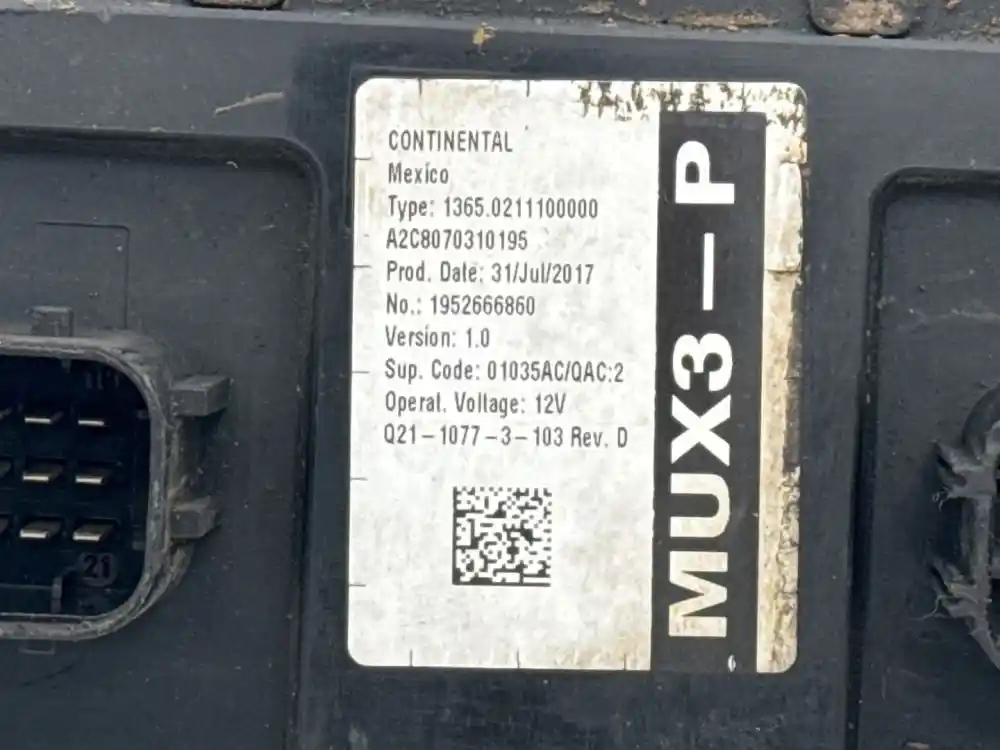 CONTINENTAL
Mexico
Type: 1365.0211100000
A2C8070310195
Prod. Date: 31/Jul/2017
No.: 1952666860
Version: 1.0
Sup. Code: 01035AC/QAC:2
Operat. Voltage: 12V
Q21-1077-3-103 Rev. D
MUX3-P
21